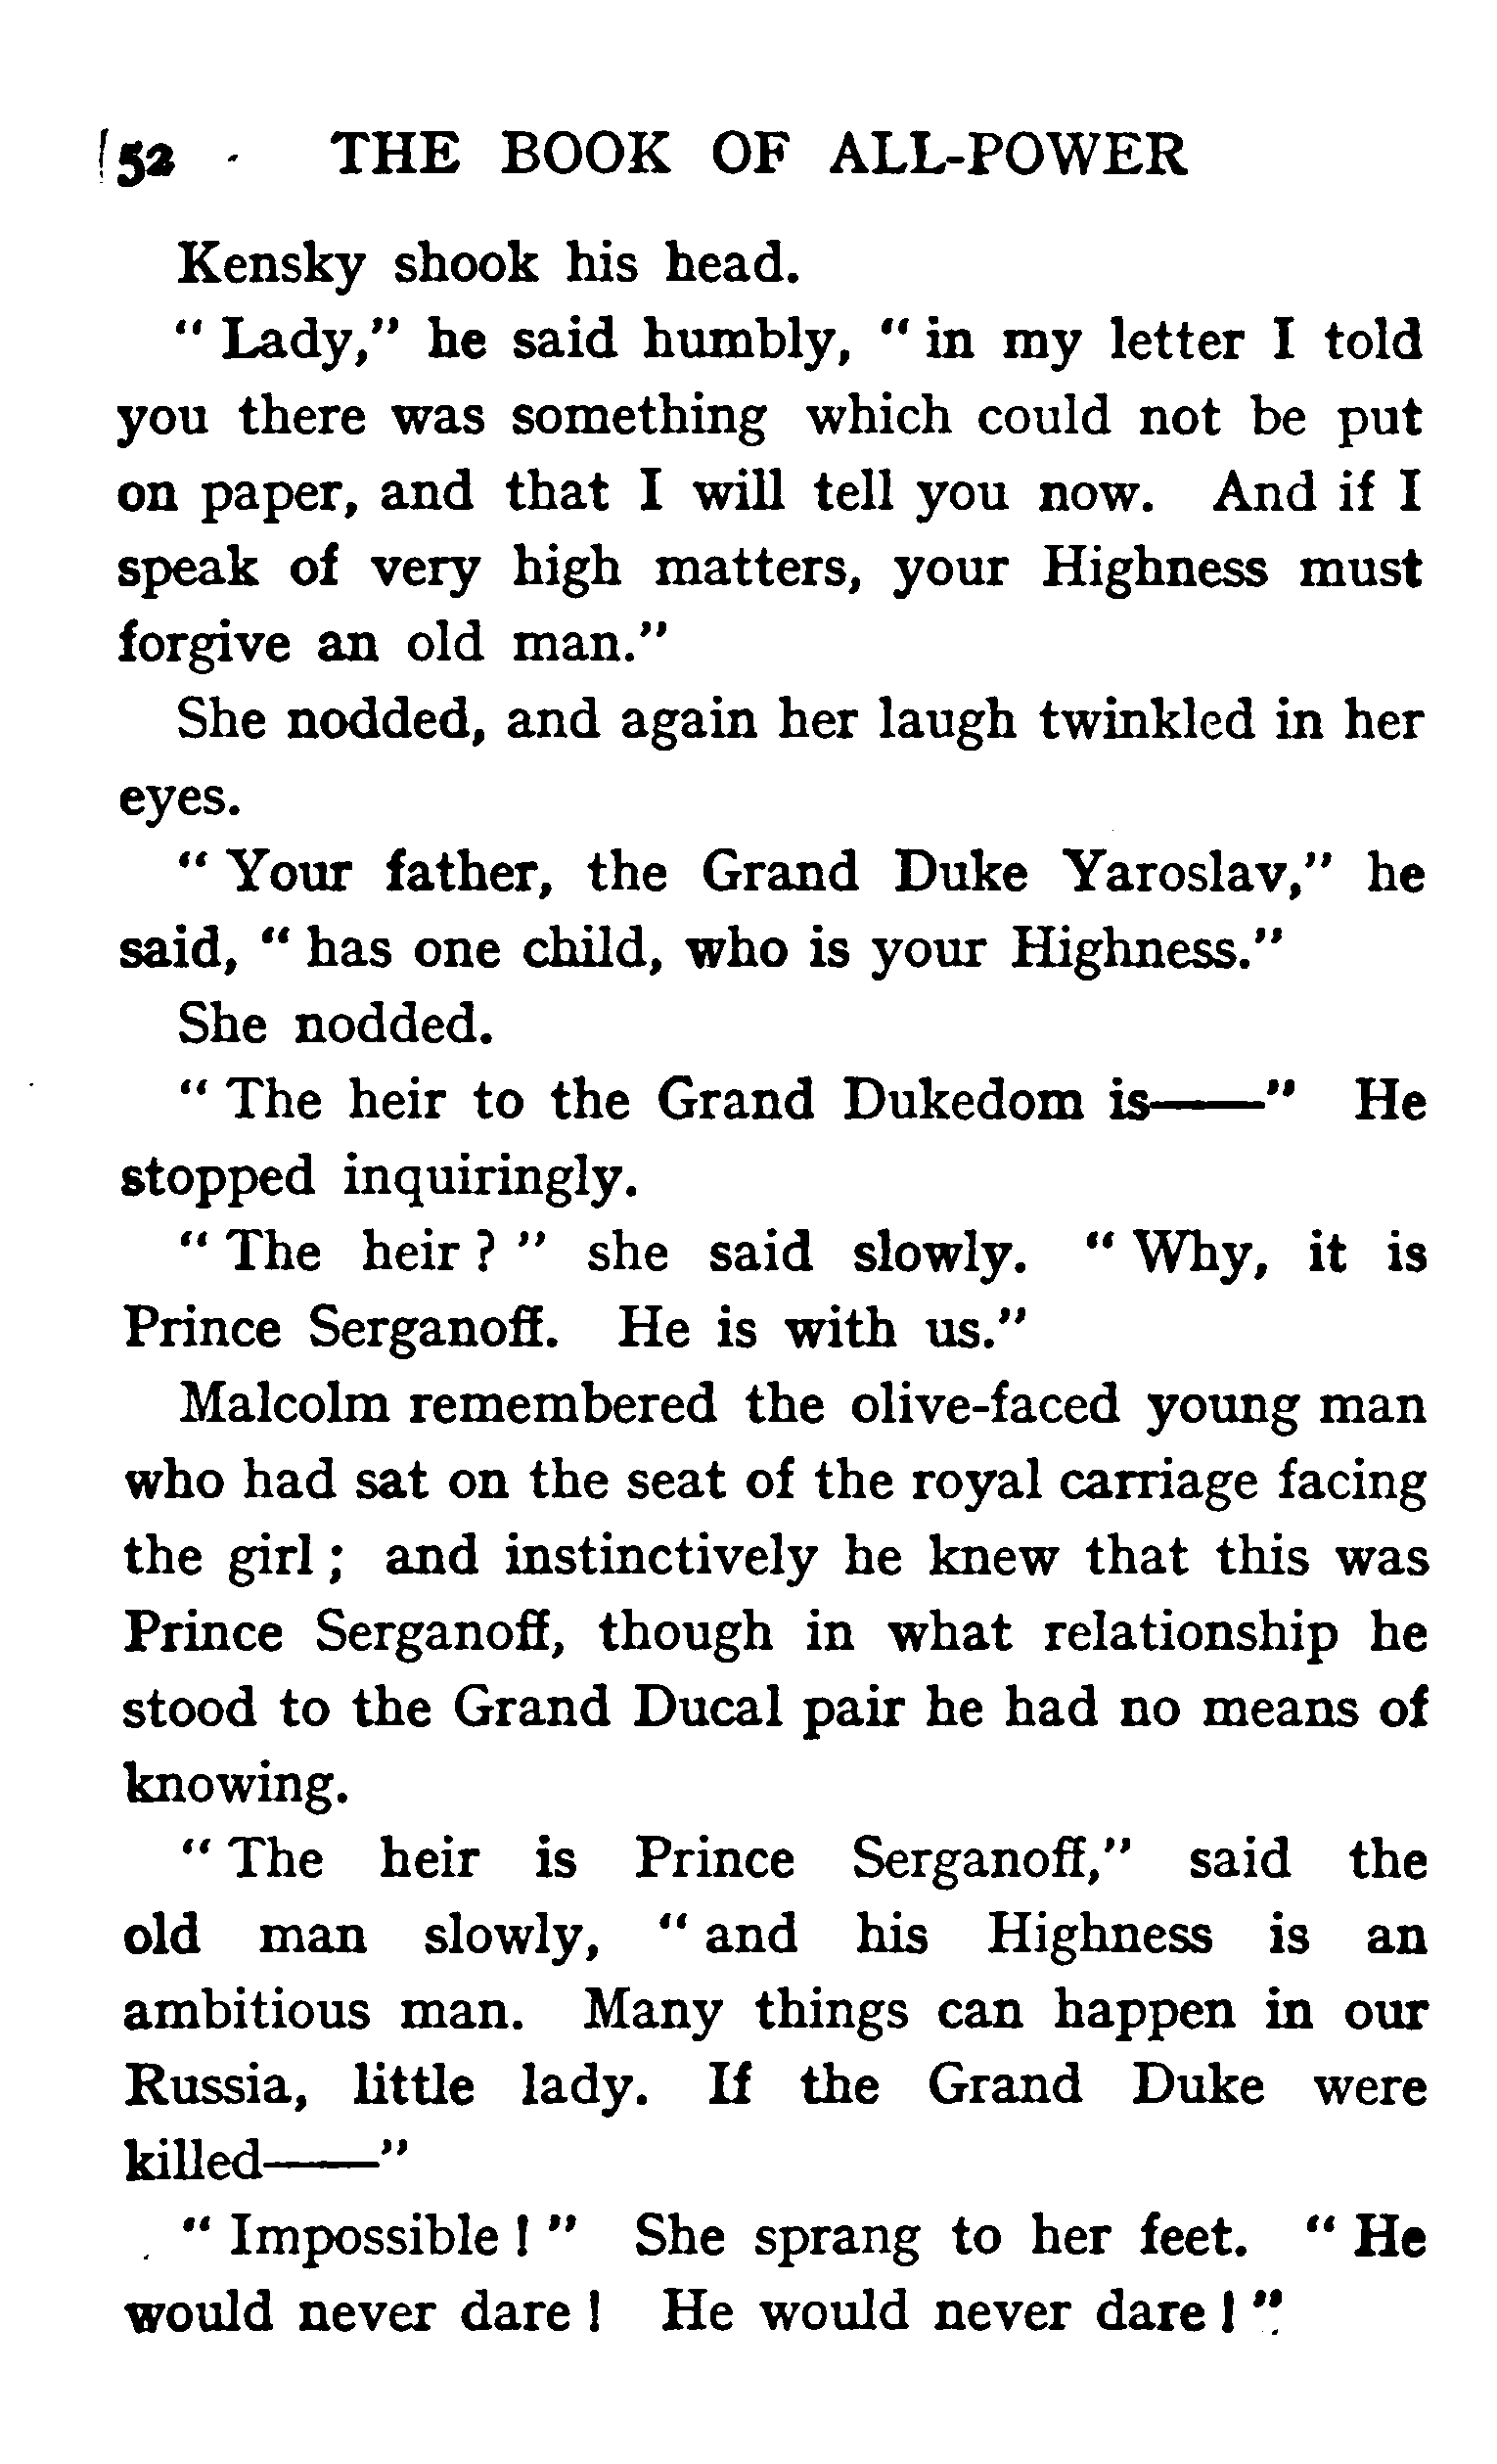 52 THE BOOK OF ALL-POWER
Kensky shook his head.
" Lady," he said humbly, " in my letter I told
you there was something which could not be put
on paper, and that I will tell you now. And if I
speak of very high matters, your Highness must
forgive an old man."
She nodded, and again her laugh twinkled in her
eyes.
" Your father, the Grand Duke Yaroslav," he
said, " has one child, who is your Highness."
She nodded.
" The heir to the Grand Dukedom is——" He
stopped inquiringly.
" The heir ? " she said slowly. " Why, it is
Prince Serganoff. He is with us."
Malcolm remembered the olive-faced young man
who had sat on the seat of the royal carriage facing
the girl ; and instinctively he knew that this was
Prince Serganoff, though in what relationship he
stood to the Grand Ducal pair he had no means of
knowing.
" The heir is Prince Serganoff," said the
old man slowly, " and his Highness is an
ambitious man. Many things can happen in our
Russia, little lady. If the Grand Duke were
killed——"
" Impossible ! " She sprang to her feet. " He
would never dare ! He would never dare ! "